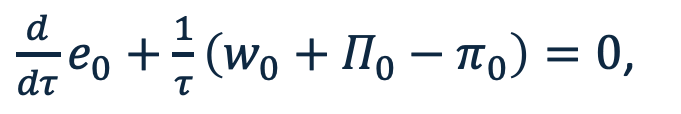 d/dτ e₀ + 1/τ (w₀ + Π₀ − π₀) = 0,